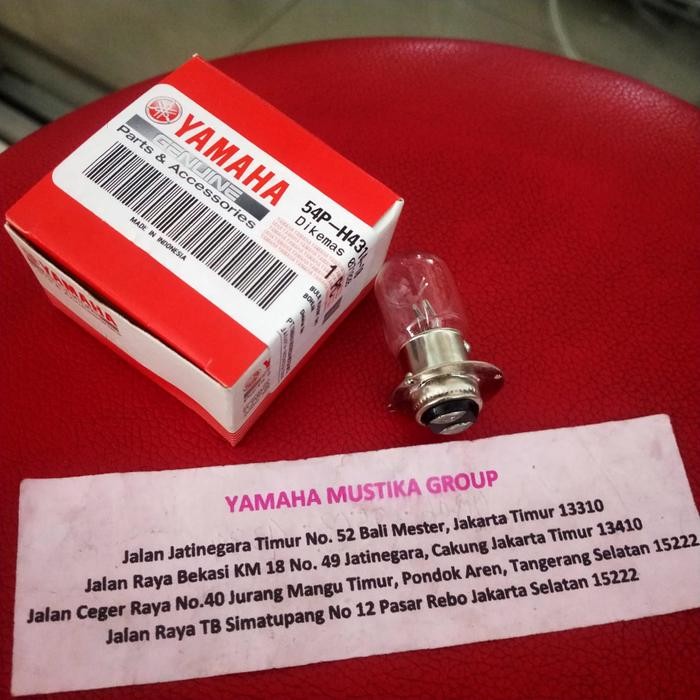 YAMAHA
GENUINE
Parts & Accessories
MADE IN INDONESIA
54P-H431
Dikemas
YAMAHA
YAMAHA MUSTIKA GROUP
Jalan Jatinegara Timur No. 52 Bali Mester, Jakarta Timur 13310
Jalan Raya Bekasi KM 18 No. 49 Jatinegara, Cakung Jakarta Timur 13410
Jalan Ceger Raya No.40 Jurang Mangu Timur, Pondok Aren, Tangerang Selatan 15222
Jalan Raya TB Simatupang No 12 Pasar Rebo Jakarta Selatan 15222